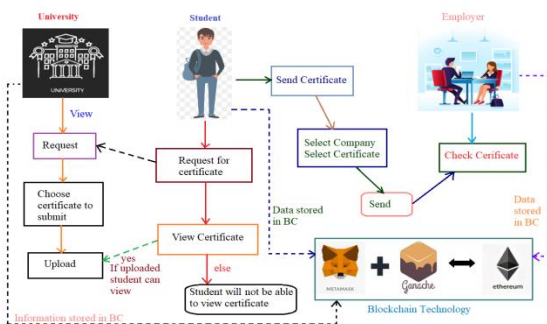 University
Student
Employer
UNIVERSITY
View
Send Certificate
Request
Select Company
Select Certificate
Check Cerificate
Request for
certificate
Choose
certificate to
submit
Send
Data stored
in BC
Data
stored
in BC
View Certificate
Upload
yes
If uploaded
student can
view
else
Student will not be able
to view certificate
METAMASK
Ganache
ethereum
Information stored in BC
Blockchain Technology